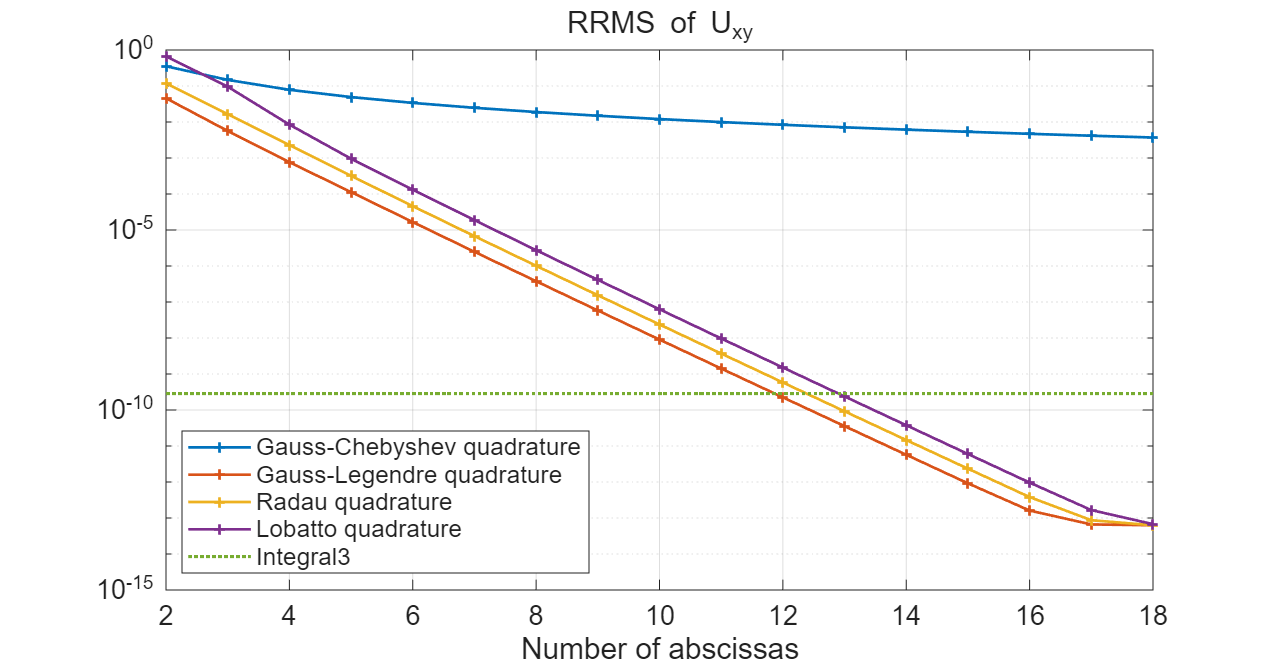 RRMS of U_xy
10^0
10^-5
10^-10
10^-15
Gauss-Chebyshev quadrature
Gauss-Legendre quadrature
Radau quadrature
Lobatto quadrature
Integral3
2 4 6 8 10 12 14 16 18
Number of abscissas